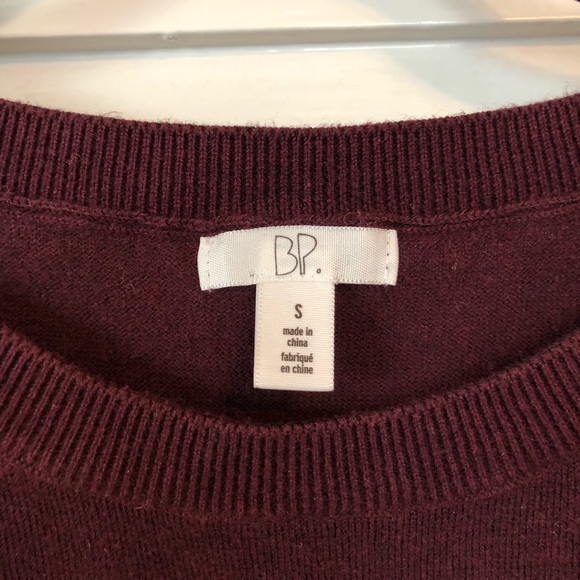 BP.
S
made in
china
fabriqué
en chine